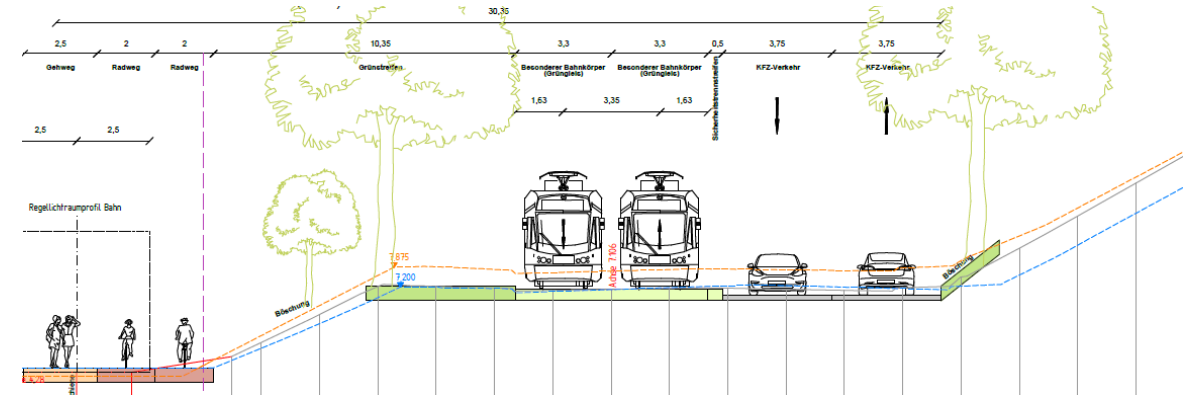 30,35
2,5 2 2 10,35 3,3 3,3 0,5 3,75 3,75
Gehweg Radweg Radweg Grünstreifen Besonderer Bahnkörper Besonderer Bahnkörper KFZ-Verkehr KFZ-Verkehr
(Grüngleis) (Grüngleis)
Sicherheitstrennstreifen
1,63 3,35 1,63
2,5 2,5
Regellichtraumprofil Bahn
7.875
7.200
Achse 7106
Böschung
Böschung